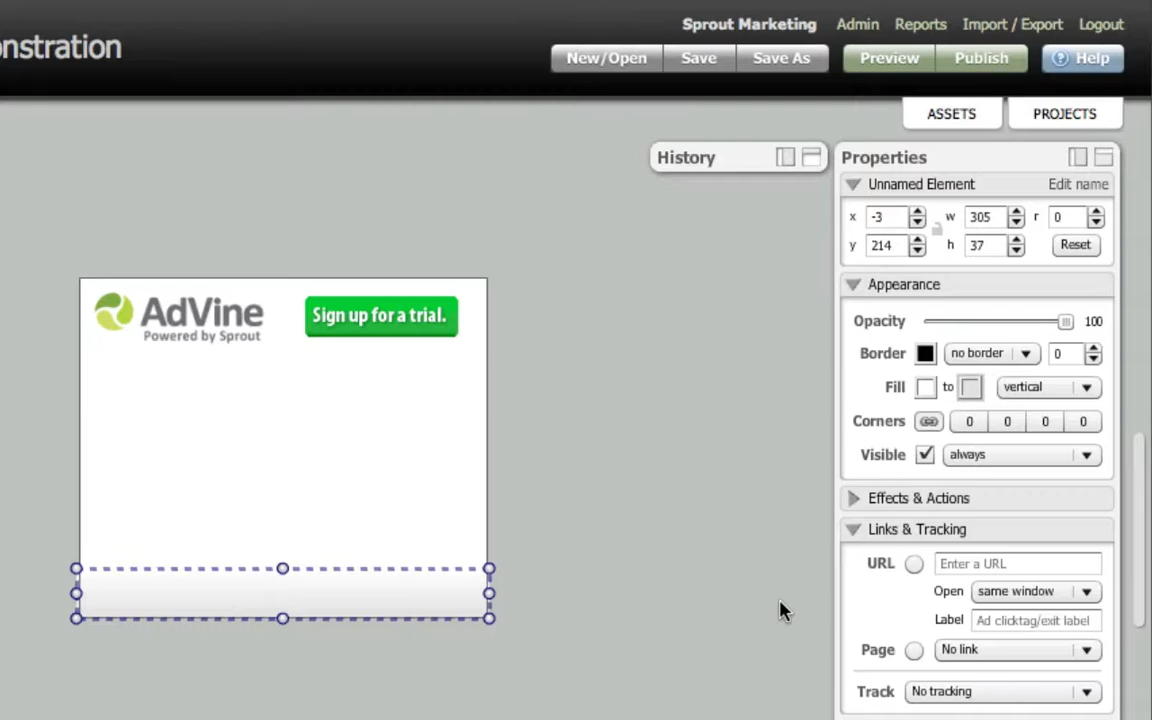 Sprout Marketing Admin Reports Import / Export Logout
onstration
New/Open Save Save As Preview Publish ? Help
ASSETS PROJECTS
History
Properties
Unnamed Element Edit name
x -3 w 305 r 0
y 214 h 37 Reset
Appearance
Opacity 100
Border no border 0
Fill to vertical
Corners 0 0 0 0
Visible always
Effects & Actions
Links & Tracking
URL Enter a URL
Open same window
Label Ad clicktag/exit label
Page No link
Track No tracking
AdVine
Powered by Sprout
Sign up for a trial.